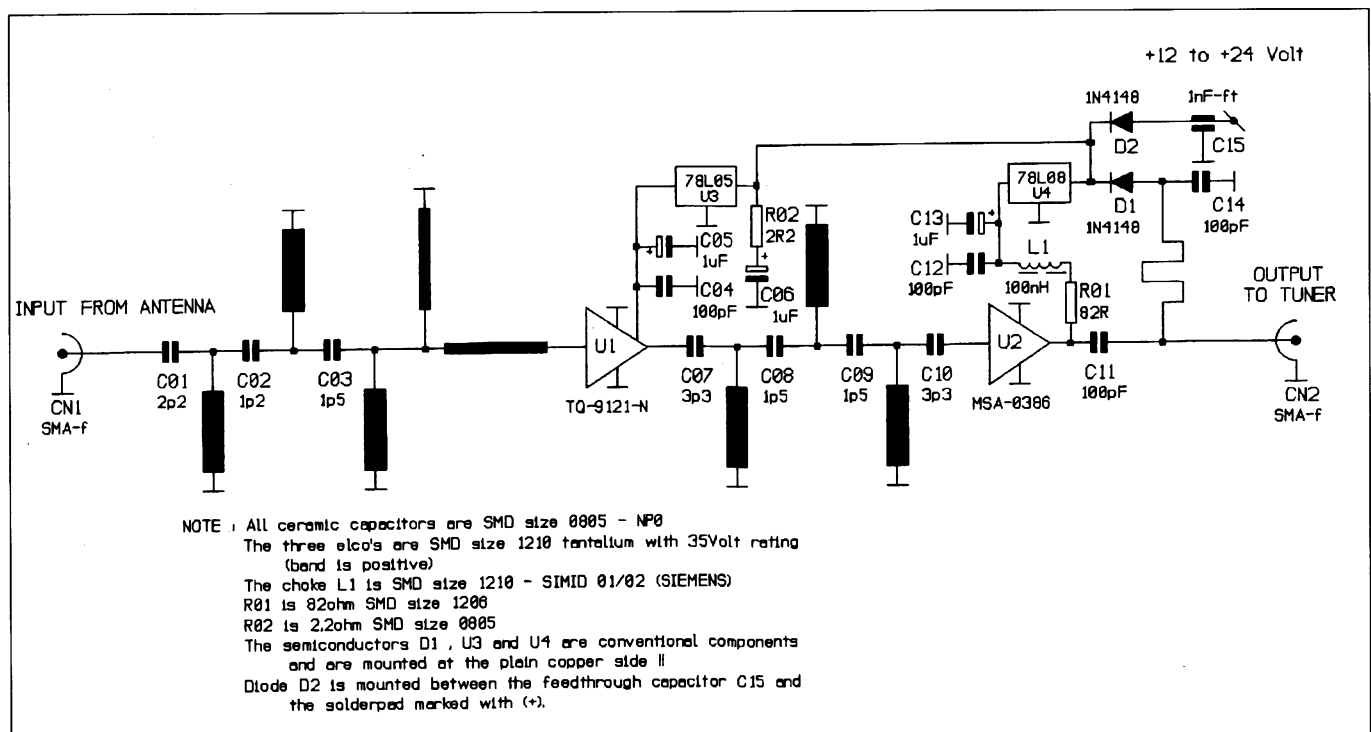 +12 to +24 Volt
1N4148
1nF-ft
D2
C15
78L05
U3
78L08
U4
D1
1N4148
C14
100pF
R02
2R2
C13
1uF
C05
1uF
L1
C12
100pF
100nH
C04
100pF
C06
1uF
R01
82R
OUTPUT
TO TUNER
INPUT FROM ANTENNA
U1
U2
C01
2p2
C02
1p2
C03
1p5
TQ-9121-N
C07
3p3
C08
1p5
C09
1p5
C10
3p3
MSA-0386
C11
100pF
CN1
SMA-f
CN2
SMA-f
NOTE : All ceramic capacitors are SMD size 0805 - NP0
The three elco's are SMD size 1210 tantalium with 35Volt rating
(band is positive)
The choke L1 is SMD size 1210 - SIMID 01/02 (SIEMENS)
R01 is 82ohm SMD size 1206
R02 is 2,2ohm SMD size 0805
The semiconductors D1 , U3 and U4 are conventional components
and are mounted at the plain copper side !!
Diode D2 is mounted between the feedthrough capacitor C15 and
the solderpad marked with (+).